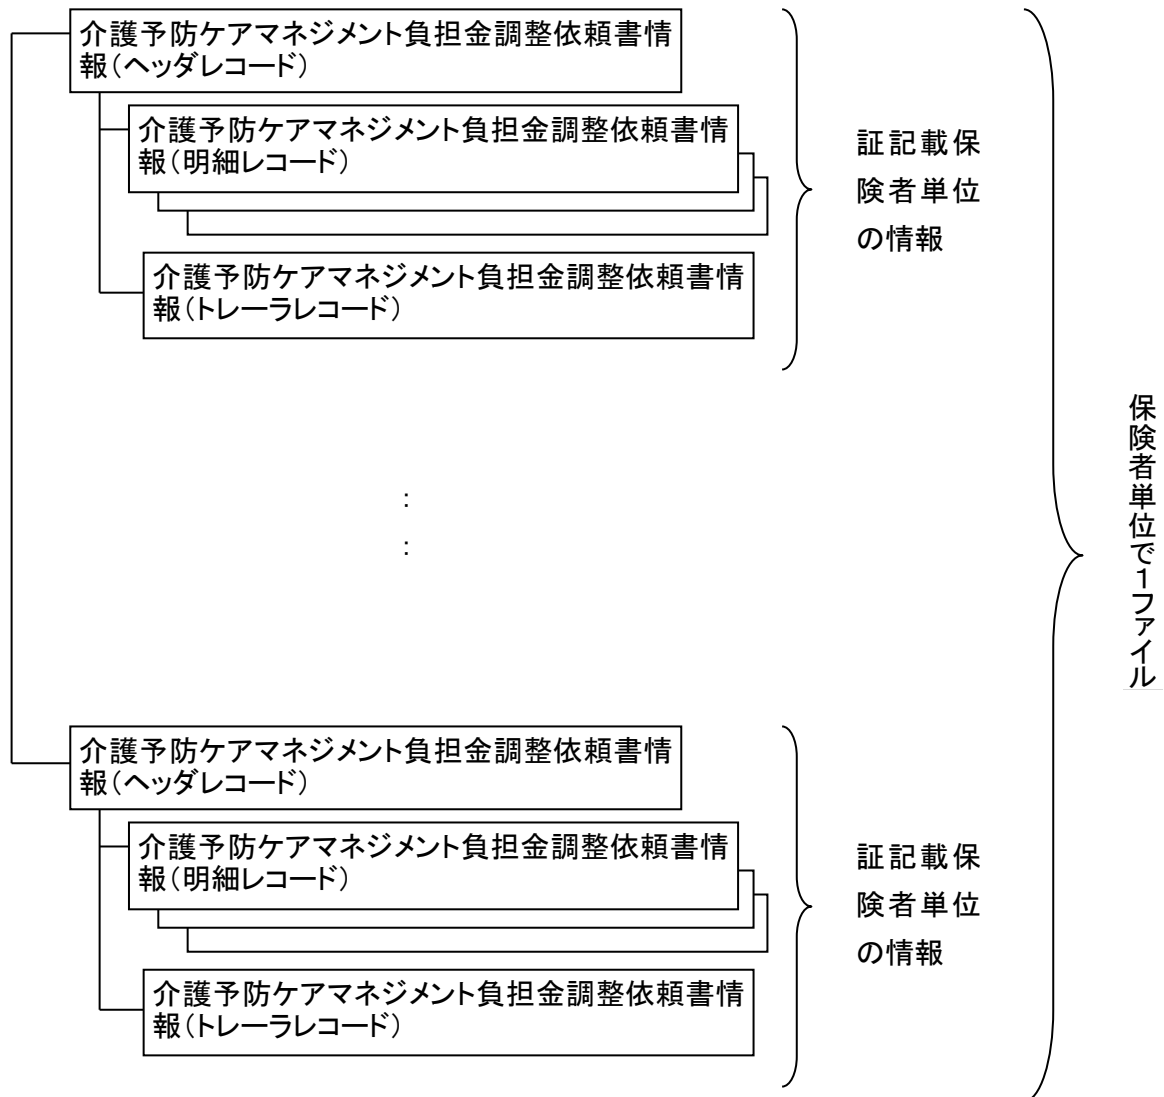 介護予防ケアマネジメント負担金調整依頼書情
報(ヘッダレコード)
介護予防ケアマネジメント負担金調整依頼書情
報(明細レコード)
介護予防ケアマネジメント負担金調整依頼書情
報(トレーラレコード)
証記載保
険者単位
の情報
:
:
保険者単位で1ファイル
介護予防ケアマネジメント負担金調整依頼書情
報(ヘッダレコード)
介護予防ケアマネジメント負担金調整依頼書情
報(明細レコード)
介護予防ケアマネジメント負担金調整依頼書情
報(トレーラレコード)
証記載保
険者単位
の情報